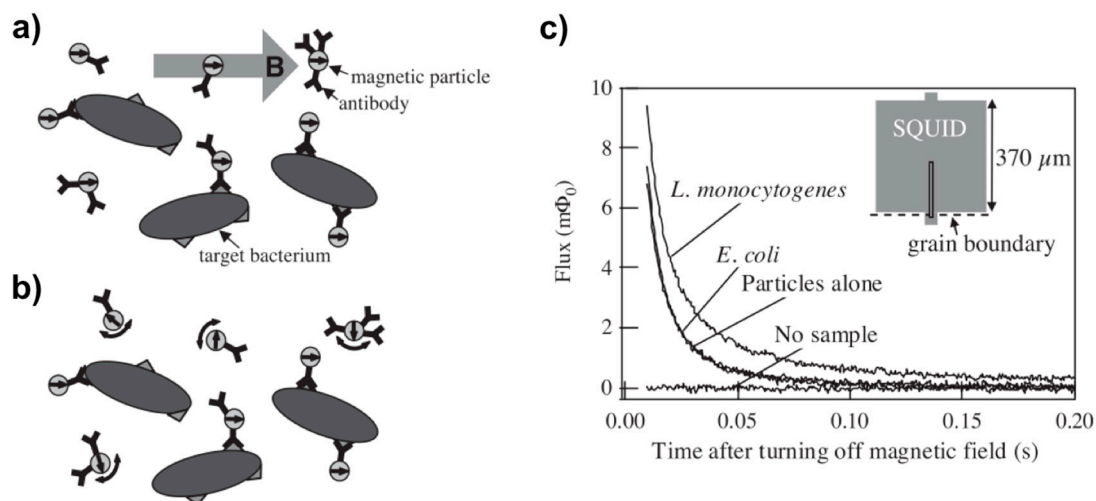 a)
B
magnetic particle
antibody
target bacterium
b)
c)
10
8
6
4
2
0
Flux (mΦ₀)
SQUID
370 µm
grain boundary
L. monocytogenes
E. coli
Particles alone
No sample
0.00 0.05 0.10 0.15 0.20
Time after turning off magnetic field (s)